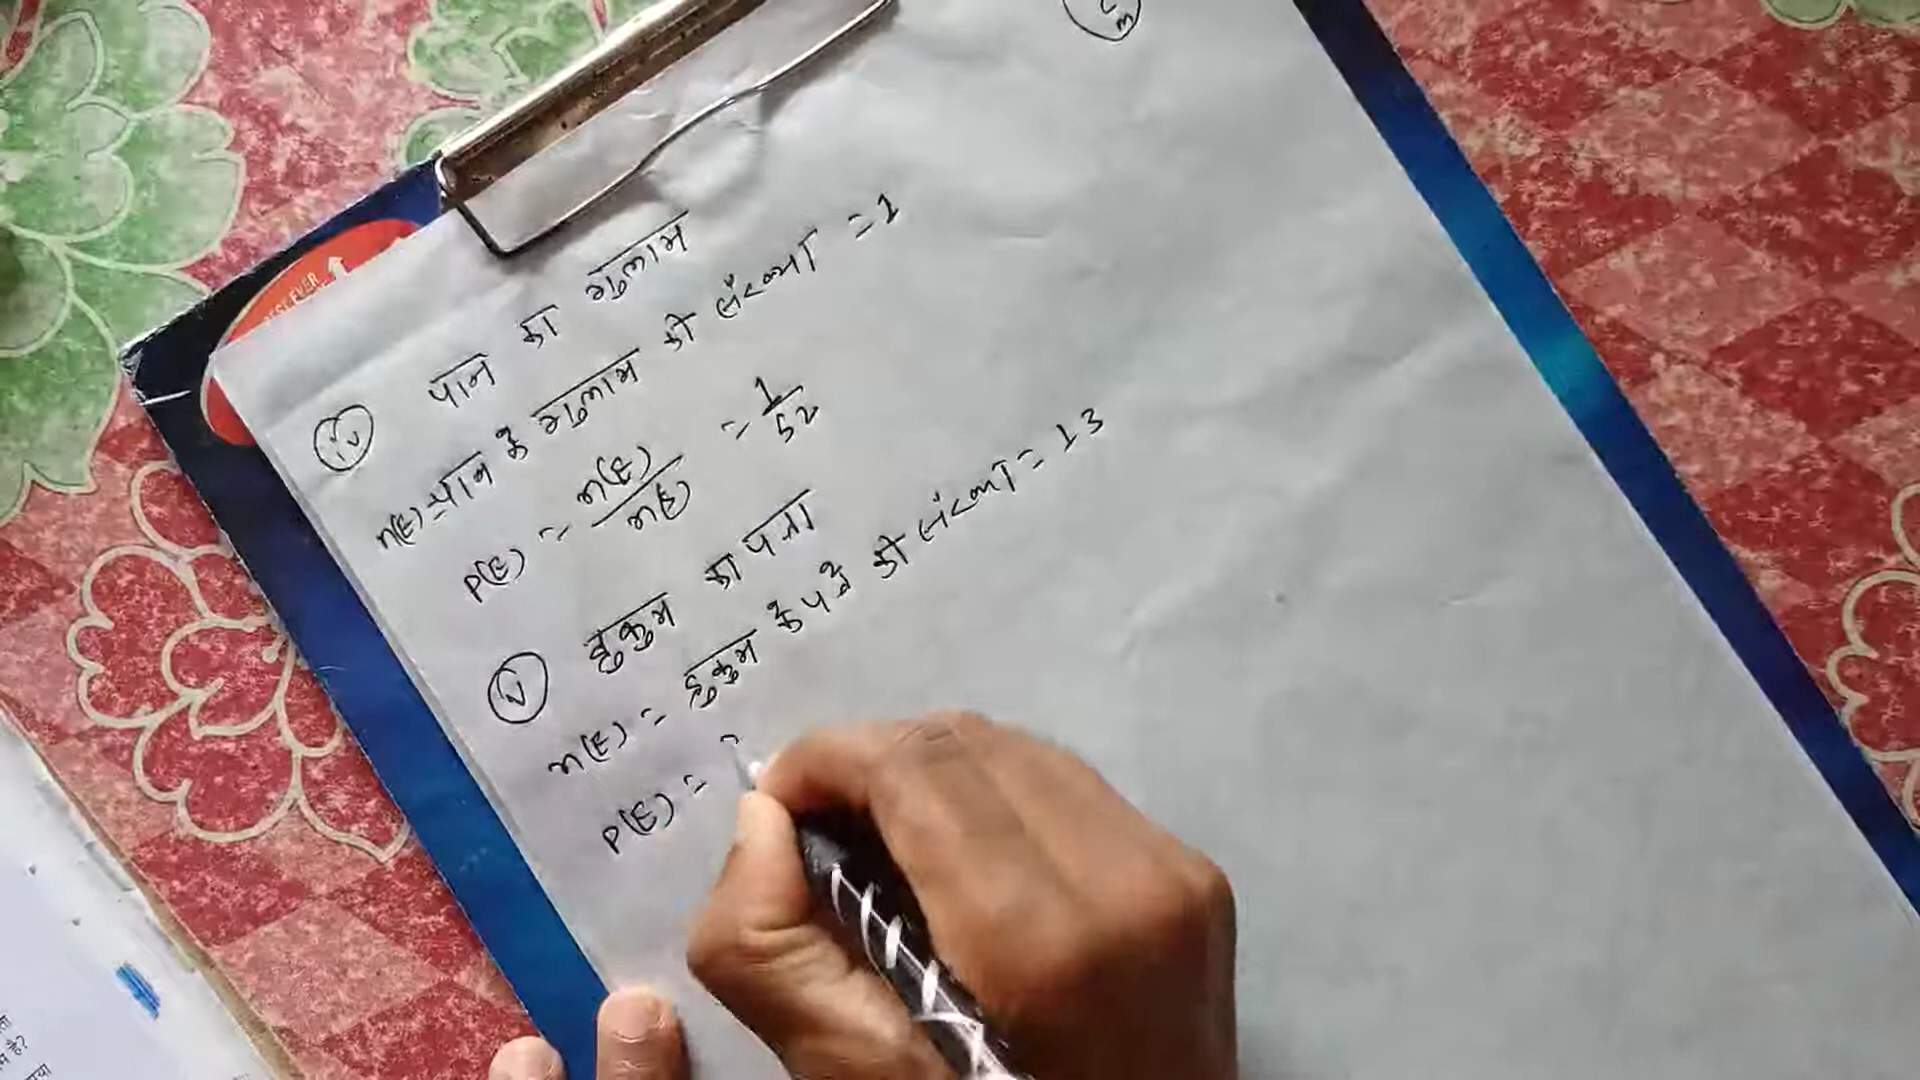 (iv) पान का गुलाम
n(E) = पान के गुलाम की संख्या = 1
P(E) = n(E)/n(S) = 1/52
(v) हुकुम का पत्ता
n(E) = हुकुम के पत्ते की संख्या = 13
P(E) =
है?